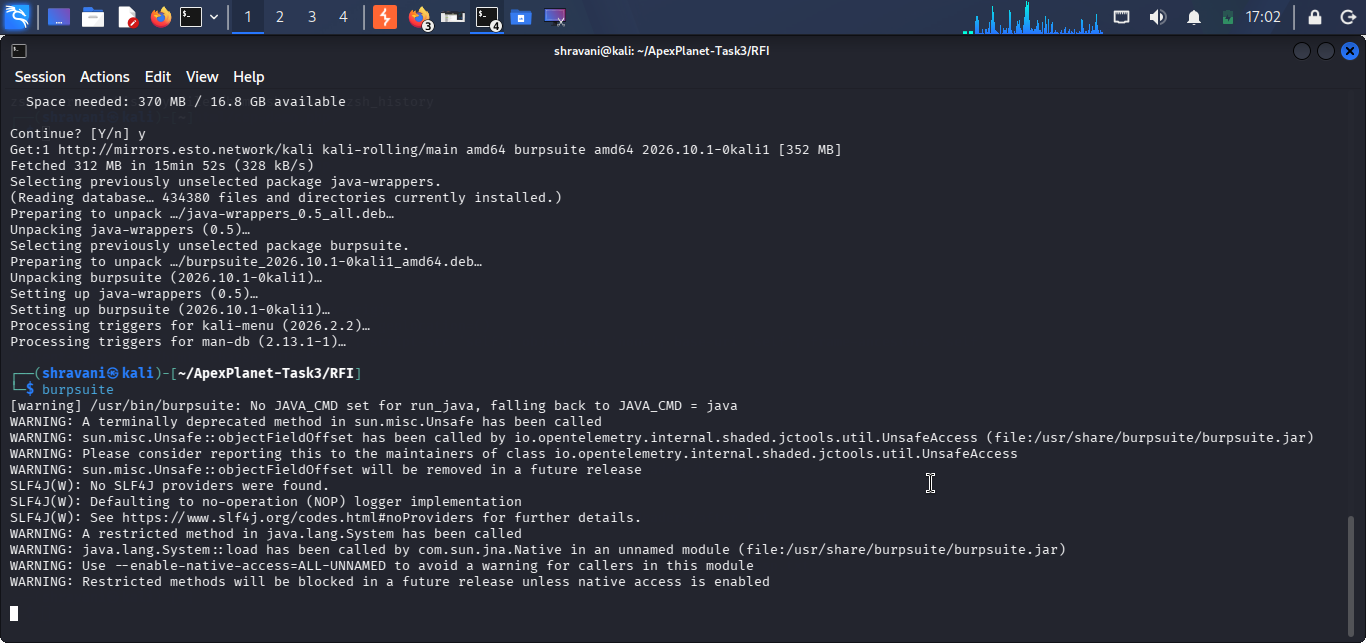 1 2 3 4 3 4 17:02
shravani@kali: ~/ApexPlanet-Task3/RFI
Session Actions Edit View Help
Space needed: 370 MB / 16.8 GB available
Continue? [Y/n] y
Get:1 http://mirrors.esto.network/kali kali-rolling/main amd64 burpsuite amd64 2026.10.1-0kali1 [352 MB]
Fetched 312 MB in 15min 52s (328 kB/s)
Selecting previously unselected package java-wrappers.
(Reading database… 434380 files and directories currently installed.)
Preparing to unpack …/java-wrappers_0.5_all.deb…
Unpacking java-wrappers (0.5)…
Selecting previously unselected package burpsuite.
Preparing to unpack …/burpsuite_2026.10.1-0kali1_amd64.deb…
Unpacking burpsuite (2026.10.1-0kali1)…
Setting up java-wrappers (0.5)…
Setting up burpsuite (2026.10.1-0kali1)…
Processing triggers for kali-menu (2026.2.2)…
Processing triggers for man-db (2.13.1-1)…
┌──(shravani㉿kali)-[~/ApexPlanet-Task3/RFI]
└─$ burpsuite
[warning] /usr/bin/burpsuite: No JAVA_CMD set for run_java, falling back to JAVA_CMD = java
WARNING: A terminally deprecated method in sun.misc.Unsafe has been called
WARNING: sun.misc.Unsafe::objectFieldOffset has been called by io.opentelemetry.internal.shaded.jctools.util.UnsafeAccess (file:/usr/share/burpsuite/burpsuite.jar)
WARNING: Please consider reporting this to the maintainers of class io.opentelemetry.internal.shaded.jctools.util.UnsafeAccess
WARNING: sun.misc.Unsafe::objectFieldOffset will be removed in a future release
SLF4J(W): No SLF4J providers were found.
SLF4J(W): Defaulting to no-operation (NOP) logger implementation
SLF4J(W): See https://www.slf4j.org/codes.html#noProviders for further details.
WARNING: A restricted method in java.lang.System has been called
WARNING: java.lang.System::load has been called by com.sun.jna.Native in an unnamed module (file:/usr/share/burpsuite/burpsuite.jar)
WARNING: Use --enable-native-access=ALL-UNNAMED to avoid a warning for callers in this module
WARNING: Restricted methods will be blocked in a future release unless native access is enabled